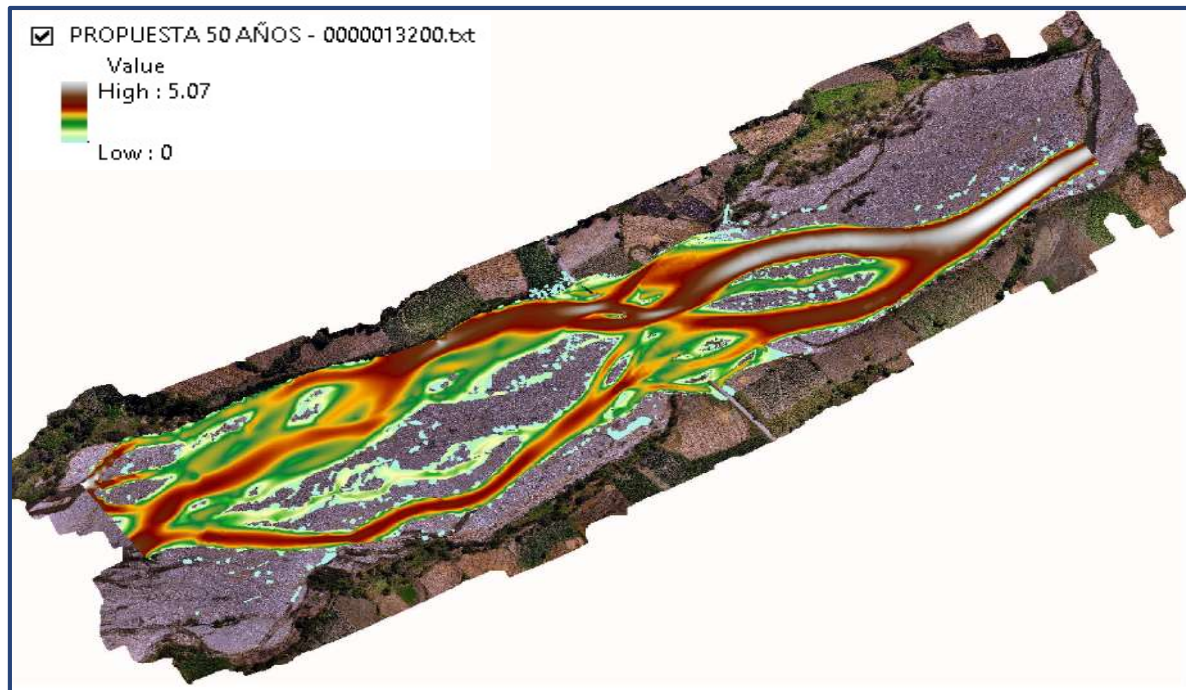 PROPUESTA 50 AÑOS - 0000013200.txt
Value
High : 5.07
Low : 0